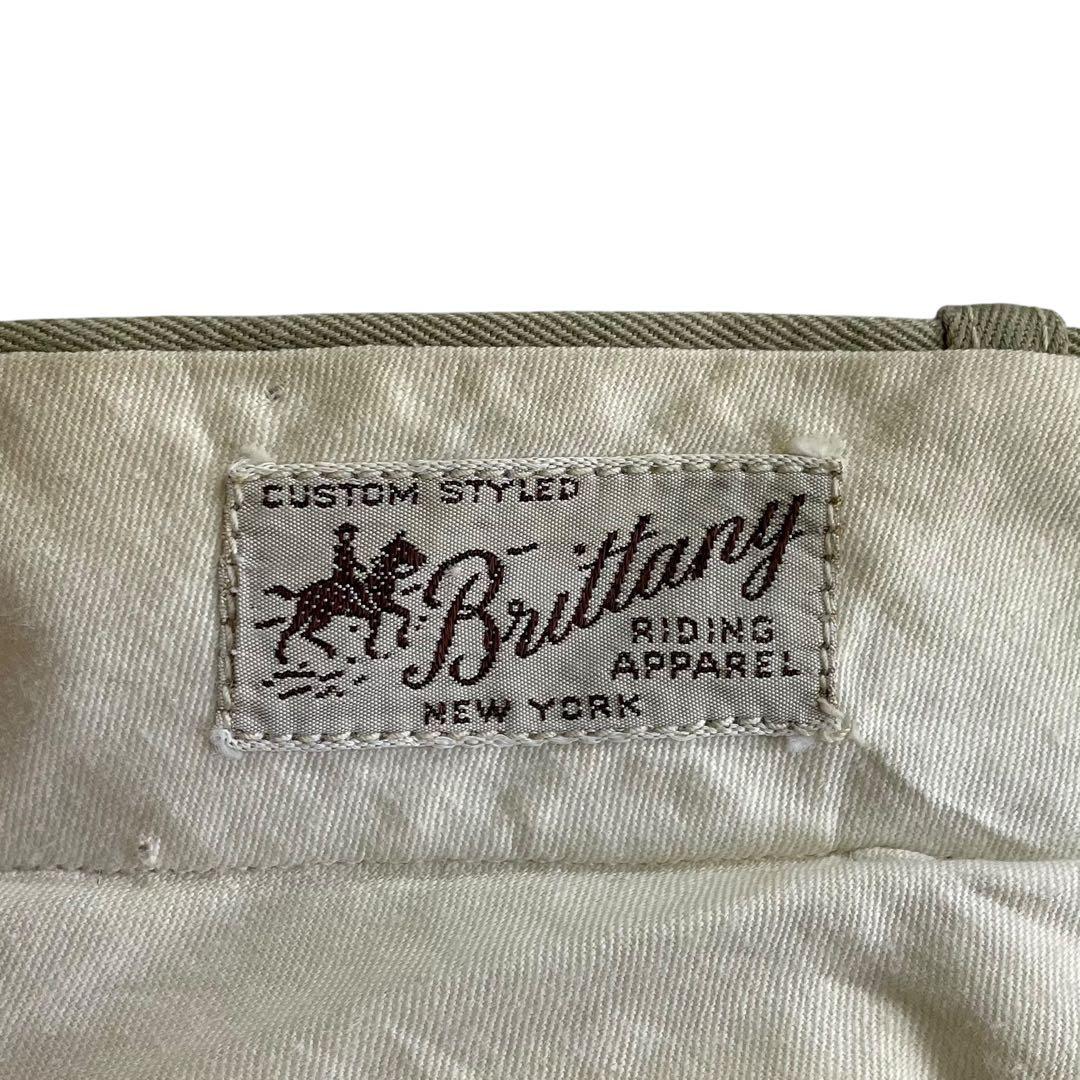 CUSTOM STYLED
Brittany
RIDING
APPAREL
NEW YORK